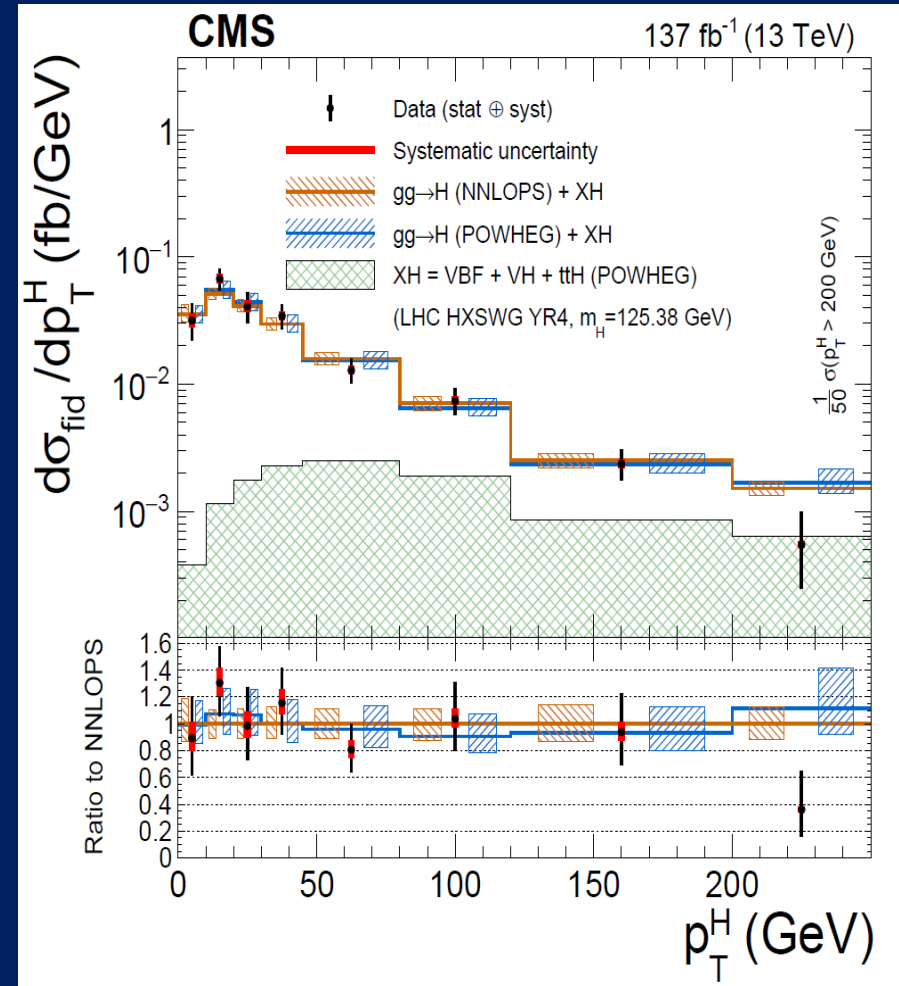 CMS
137 fb⁻¹ (13 TeV)
dσ_fid /dp_T^H (fb/GeV)
1
10⁻¹
10⁻²
10⁻³
Data (stat ⊕ syst)
Systematic uncertainty
gg→H (NNLOPS) + XH
gg→H (POWHEG) + XH
XH = VBF + VH + ttH (POWHEG)
(LHC HXSWG YR4, m_H=125.38 GeV)
1/50 σ(p_T^H > 200 GeV)
Ratio to NNLOPS
1.6
1.4
1.2
1
0.8
0.6
0.4
0.2
0
0 50 100 150 200
p_T^H (GeV)